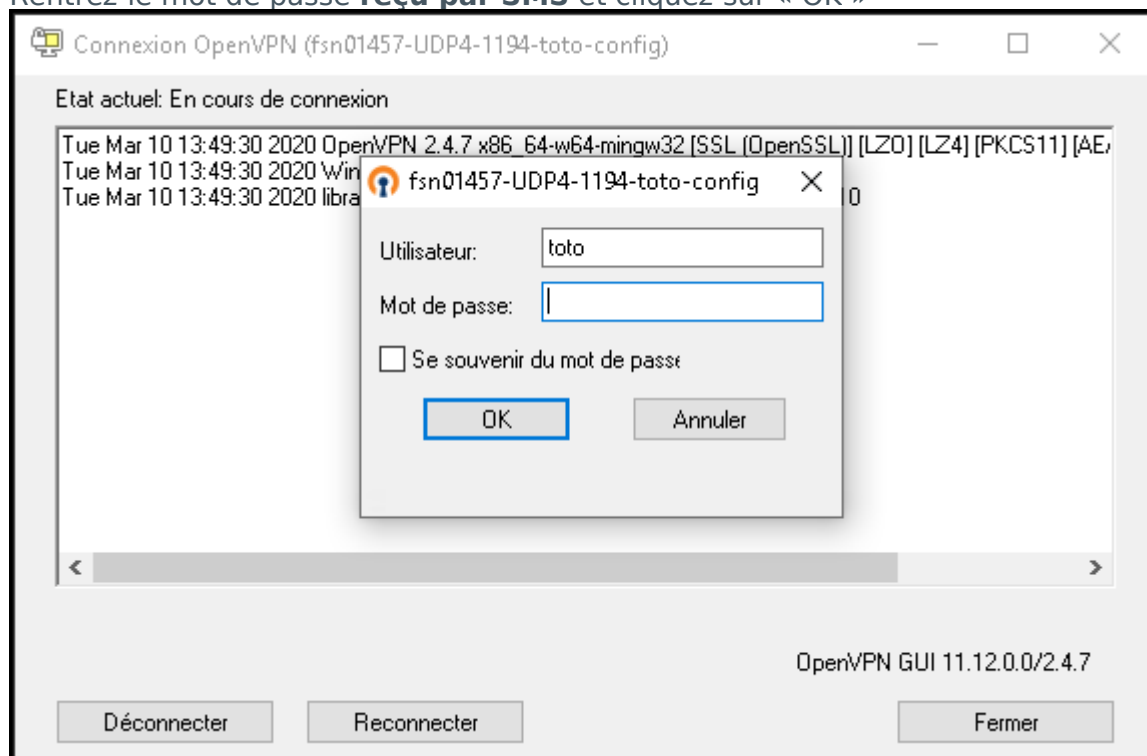 Rentrez le mot de passe reçu par SMS et cliquez sur « OK »
Connexion OpenVPN (fsn01457-UDP4-1194-toto-config)
Etat actuel: En cours de connexion
Tue Mar 10 13:49:30 2020 OpenVPN 2.4.7 x86_64-w64-mingw32 [SSL (OpenSSL)] [LZO] [LZ4] [PKCS11] [AE
Tue Mar 10 13:49:30 2020 Win
Tue Mar 10 13:49:30 2020 libra
10
fsn01457-UDP4-1194-toto-config
Utilisateur: toto
Mot de passe:
Se souvenir du mot de passe
OK Annuler
OpenVPN GUI 11.12.0.0/2.4.7
Déconnecter Reconnecter Fermer